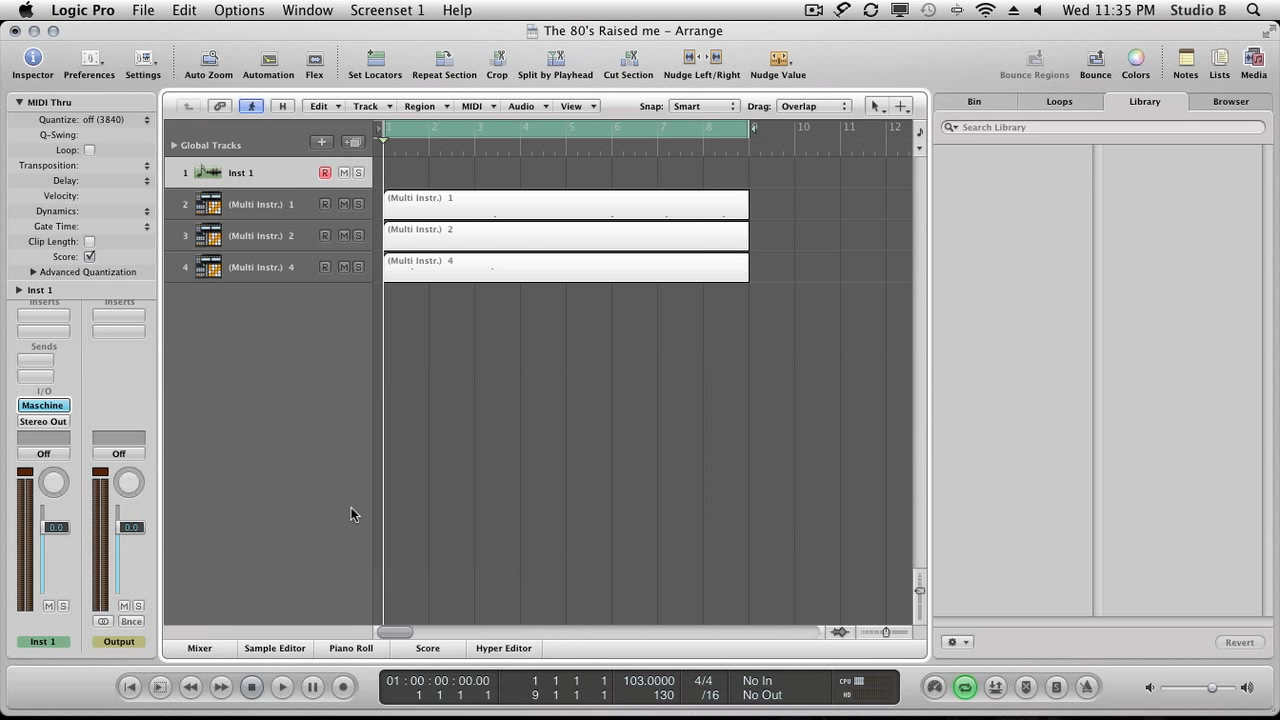 Logic Pro File Edit Options Window Screenset 1 Help Wed 11:35 PM Studio B
The 80's Raised me – Arrange
Inspector Preferences Settings Auto Zoom Automation Flex Set Locators Repeat Section Crop Split by Playhead Cut Section Nudge Left/Right Nudge Value Bounce Regions Bounce Colors Notes Lists Media
MIDI Thru
Quantize: off (3840)
Q-Swing:
Loop:
Transposition:
Delay:
Velocity:
Dynamics:
Gate Time:
Clip Length:
Score:
Advanced Quantization
Inst 1
Inserts Inserts
Sends
I/O
Maschine
Stereo Out
Off Off
0.0 0.0
M S M S
Bnce
Inst 1 Output
H Edit Track Region MIDI Audio View Snap: Smart Drag: Overlap
1 2 3 4 5 6 7 8 10 11 12
Global Tracks
1 Inst 1 R M S
2 (Multi Instr.) 1 R M S (Multi Instr.) 1
3 (Multi Instr.) 2 R M S (Multi Instr.) 2
4 (Multi Instr.) 4 R M S (Multi Instr.) 4
Mixer Sample Editor Piano Roll Score Hyper Editor
Bin Loops Library Browser
Search Library
Revert
01 : 00 : 00 : 00.00 1 1 1 1 103.0000 4/4 No In CPU
1 1 1 1 9 1 1 1 130 /16 No Out HD
S